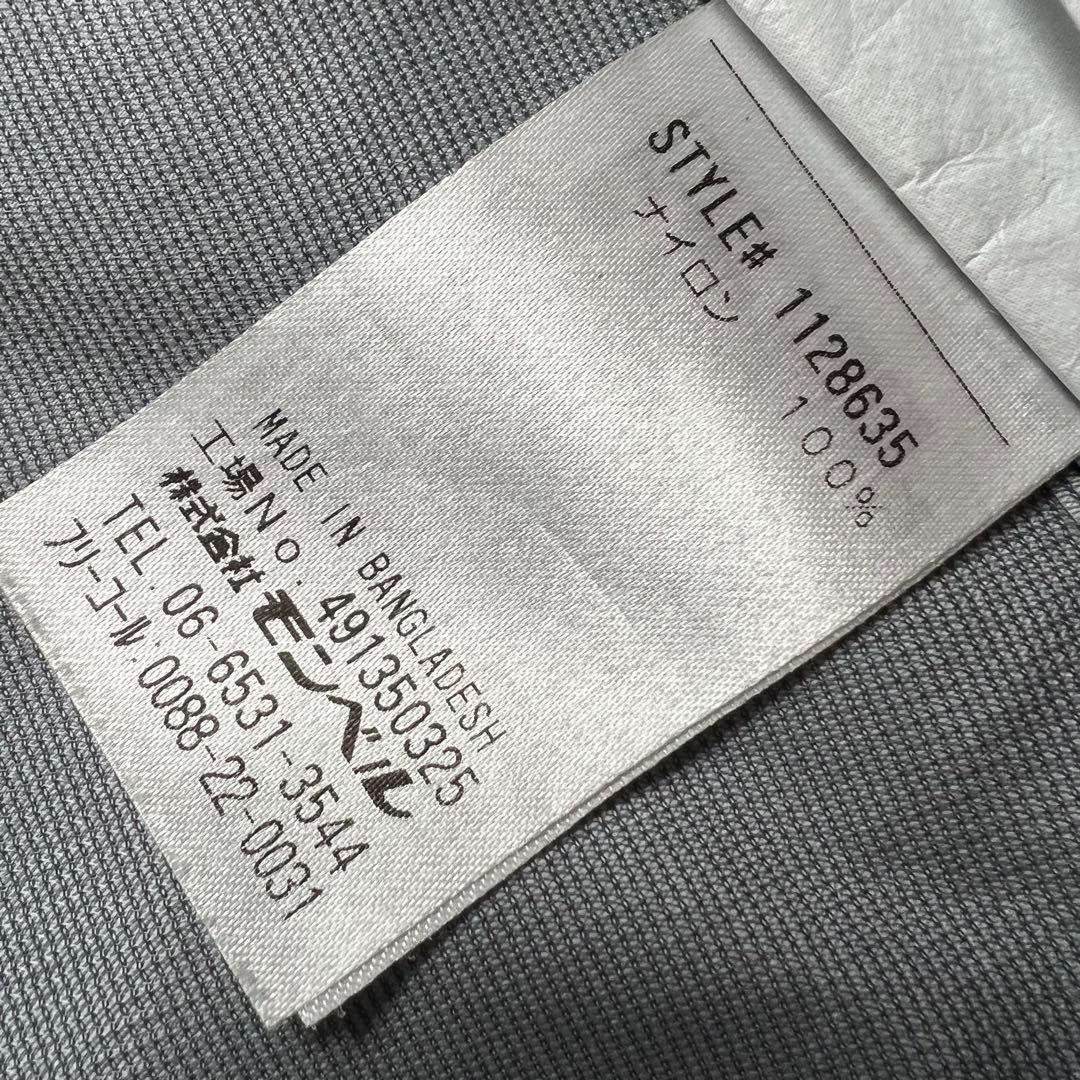 STYLE# 1128635
ナイロン 100%
MADE IN BANGLADESH
工場No. 491350325
株式会社 モンベル
TEL. 06-6531-3544
フリーコール:0088-22-0031